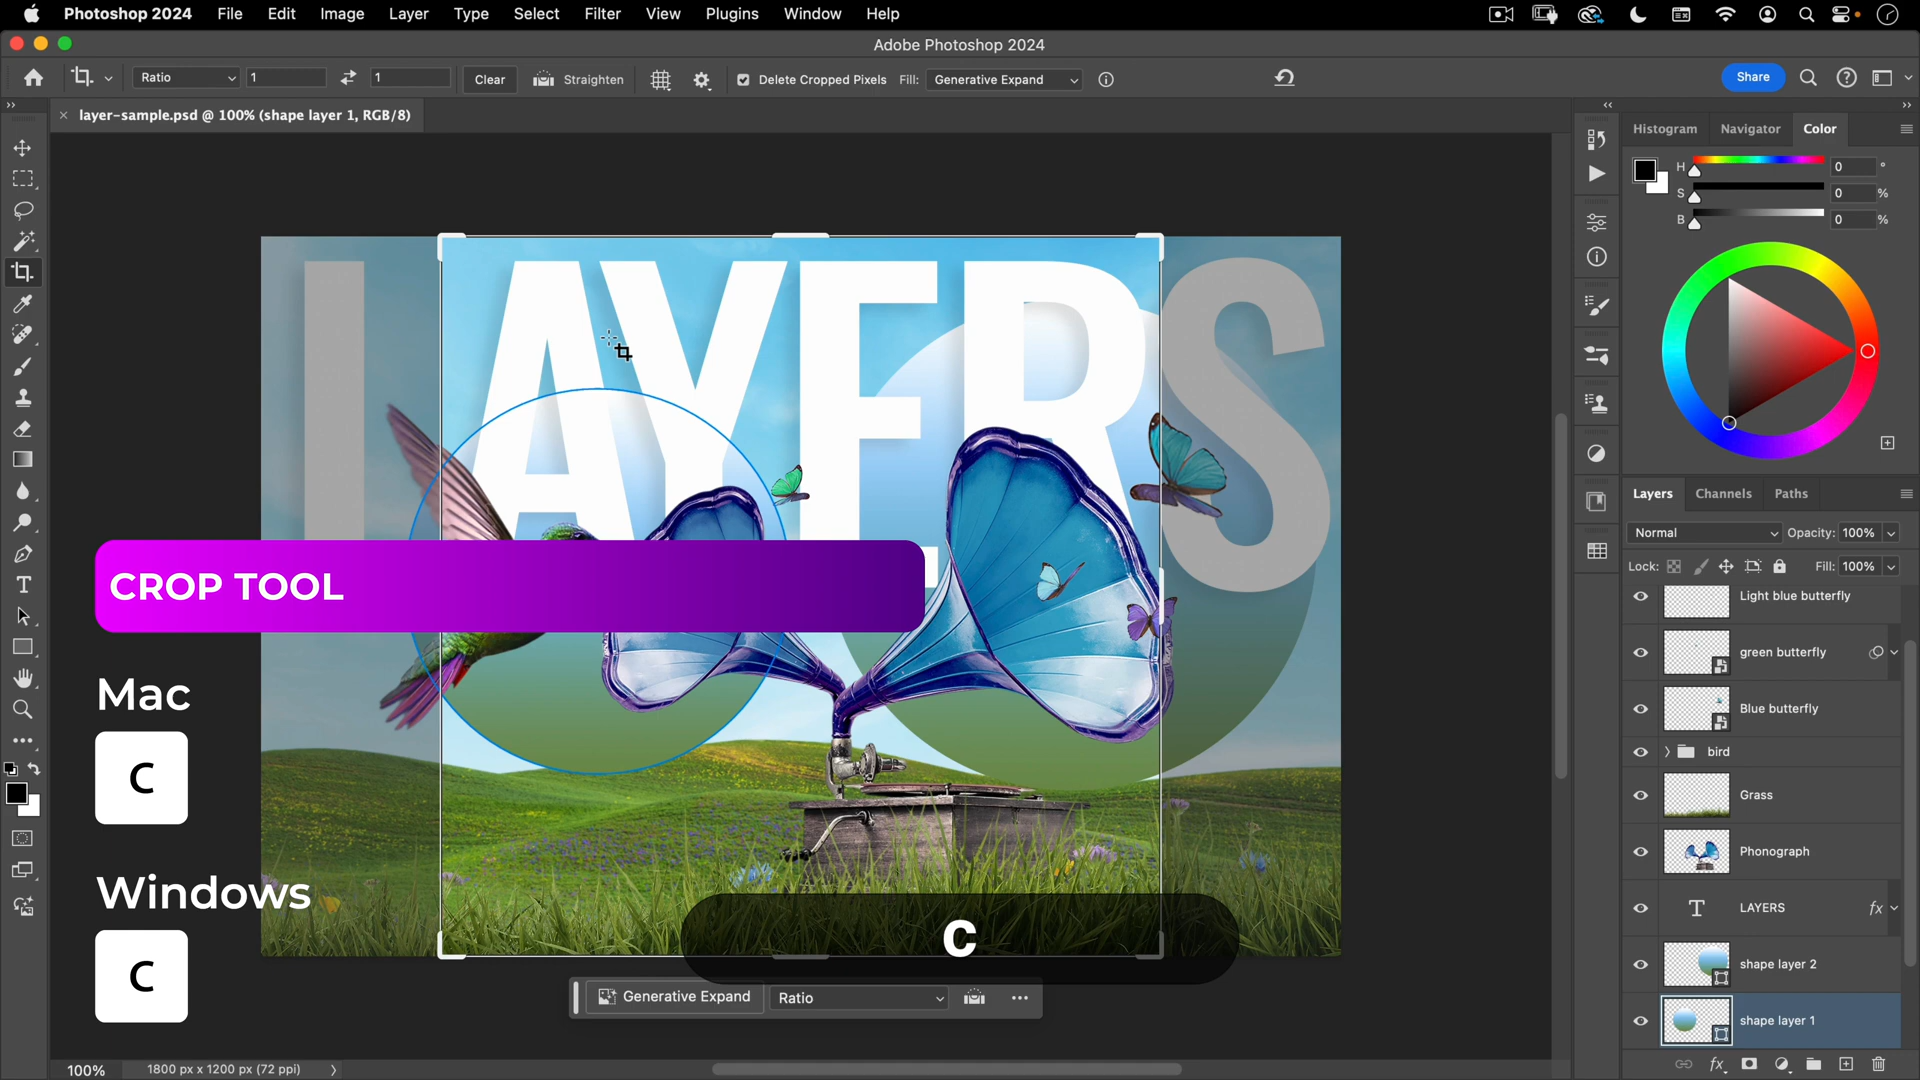 Photoshop 2024 File Edit Image Layer Type Select Filter View Plugins Window Help
Adobe Photoshop 2024
Ratio 1 1 Clear Straighten Delete Cropped Pixels Fill: Generative Expand Share
layer-sample.psd @ 100% (shape layer 1, RGB/8)
Histogram Navigator Color
H 0 °
S 0 %
B 0 %
LAYERS
Layers Channels Paths
Normal Opacity: 100%
Lock: Fill: 100%
Light blue butterfly
green butterfly
Blue butterfly
bird
Grass
Phonograph
T LAYERS fx
shape layer 2
shape layer 1
fx
CROP TOOL
Mac
C
Windows
C
C
Generative Expand Ratio
100% 1800 px x 1200 px (72 ppi)